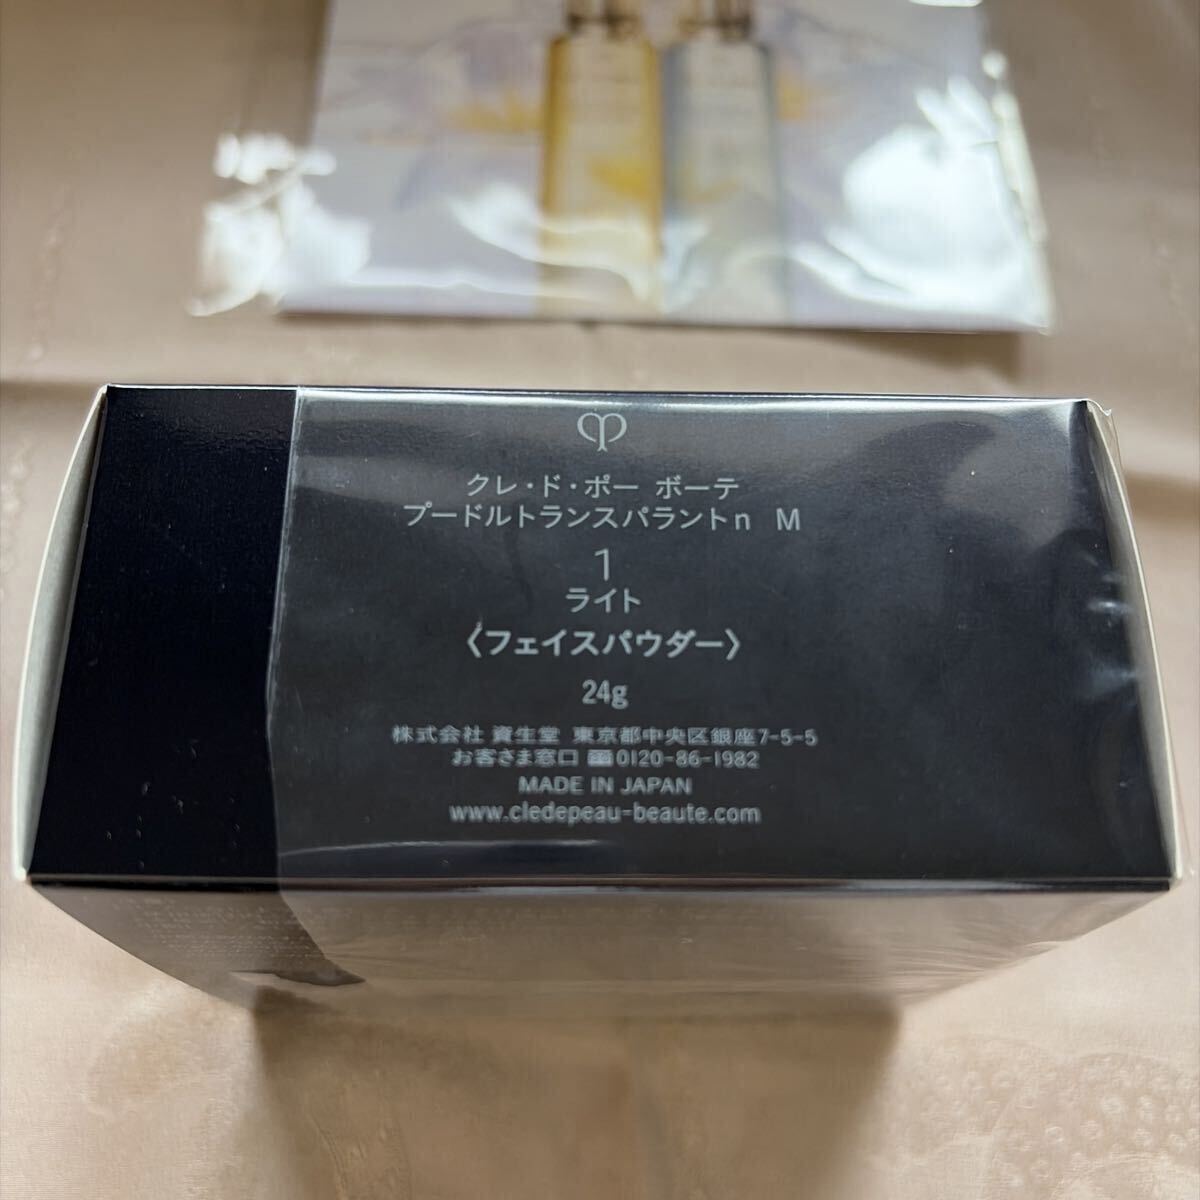 クレ・ド・ポー ボーテ
プードルトランスパラントn M
1
ライト
〈フェイスパウダー〉
24g
株式会社 資生堂 東京都中央区銀座7-5-5
お客さま窓口 0120-86-1982
MADE IN JAPAN
www.cledepeau-beaute.com